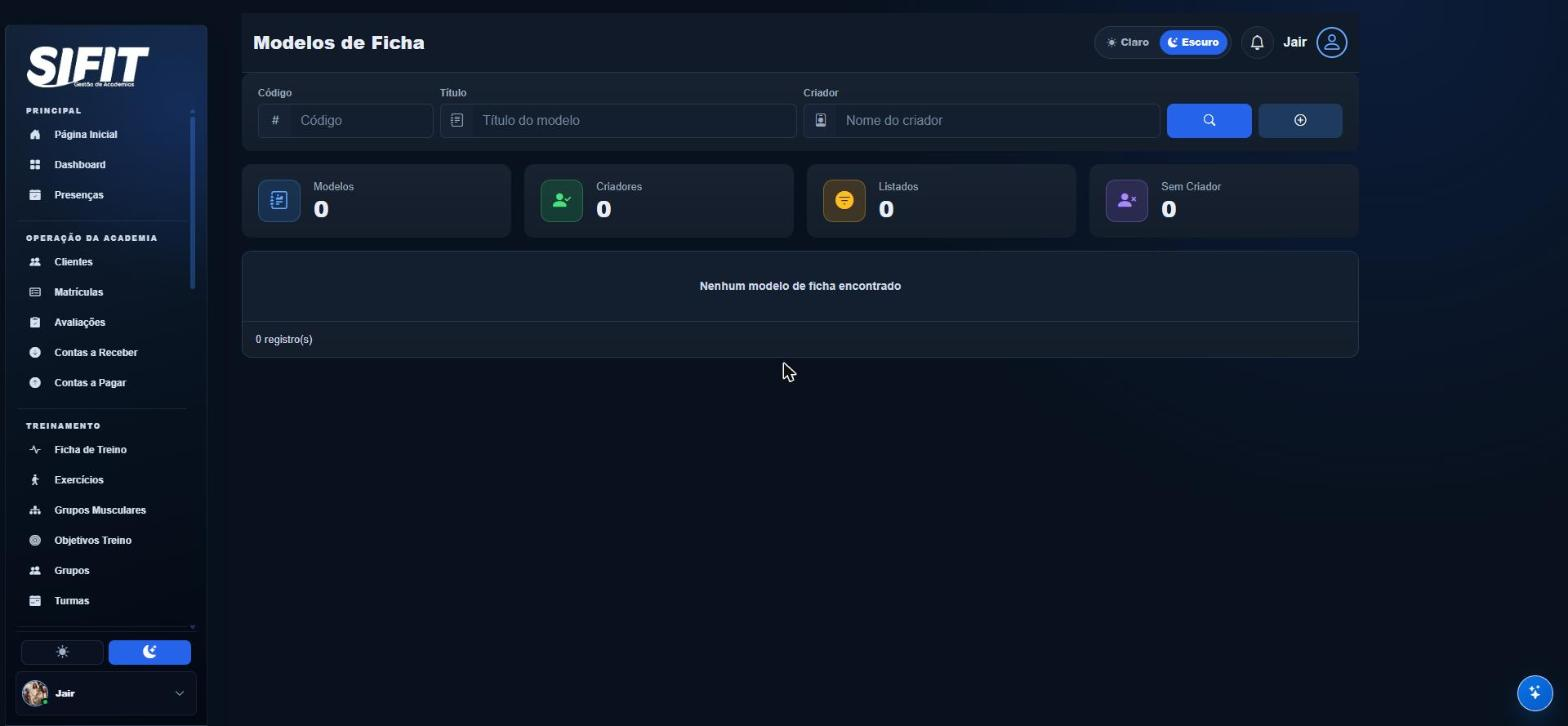 SIFIT
Gestão de Academias
PRINCIPAL
Página Inicial
Dashboard
Presenças
OPERAÇÃO DA ACADEMIA
Clientes
Matrículas
Avaliações
Contas a Receber
Contas a Pagar
TREINAMENTO
Ficha de Treino
Exercícios
Grupos Musculares
Objetivos Treino
Grupos
Turmas
Jair
Modelos de Ficha
Claro
Escuro
Jair
Código
Título
Criador
# Código
Título do modelo
Nome do criador
Modelos
0
Criadores
0
Listados
0
Sem Criador
0
Nenhum modelo de ficha encontrado
0 registro(s)